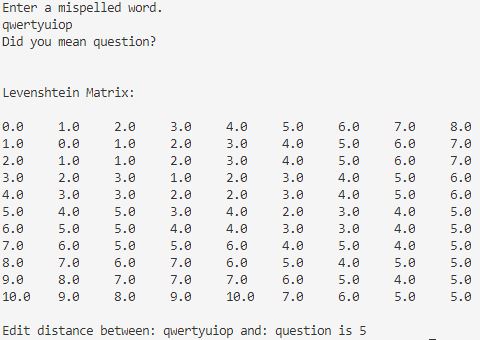 Enter a mispelled word.
qwertyuiop
Did you mean question?
Levenshtein Matrix:
0.0 1.0 2.0 3.0 4.0 5.0 6.0 7.0 8.0
1.0 0.0 1.0 2.0 3.0 4.0 5.0 6.0 7.0
2.0 1.0 1.0 2.0 3.0 4.0 5.0 6.0 7.0
3.0 2.0 3.0 1.0 2.0 3.0 4.0 5.0 6.0
4.0 3.0 3.0 2.0 2.0 3.0 4.0 5.0 6.0
5.0 4.0 5.0 3.0 4.0 2.0 3.0 4.0 5.0
6.0 5.0 5.0 4.0 4.0 3.0 3.0 4.0 5.0
7.0 6.0 5.0 5.0 6.0 4.0 5.0 4.0 5.0
8.0 7.0 6.0 7.0 6.0 5.0 4.0 5.0 5.0
9.0 8.0 7.0 7.0 7.0 6.0 5.0 4.0 5.0
10.0 9.0 8.0 9.0 10.0 7.0 6.0 5.0 5.0
Edit distance between: qwertyuiop and: question is 5